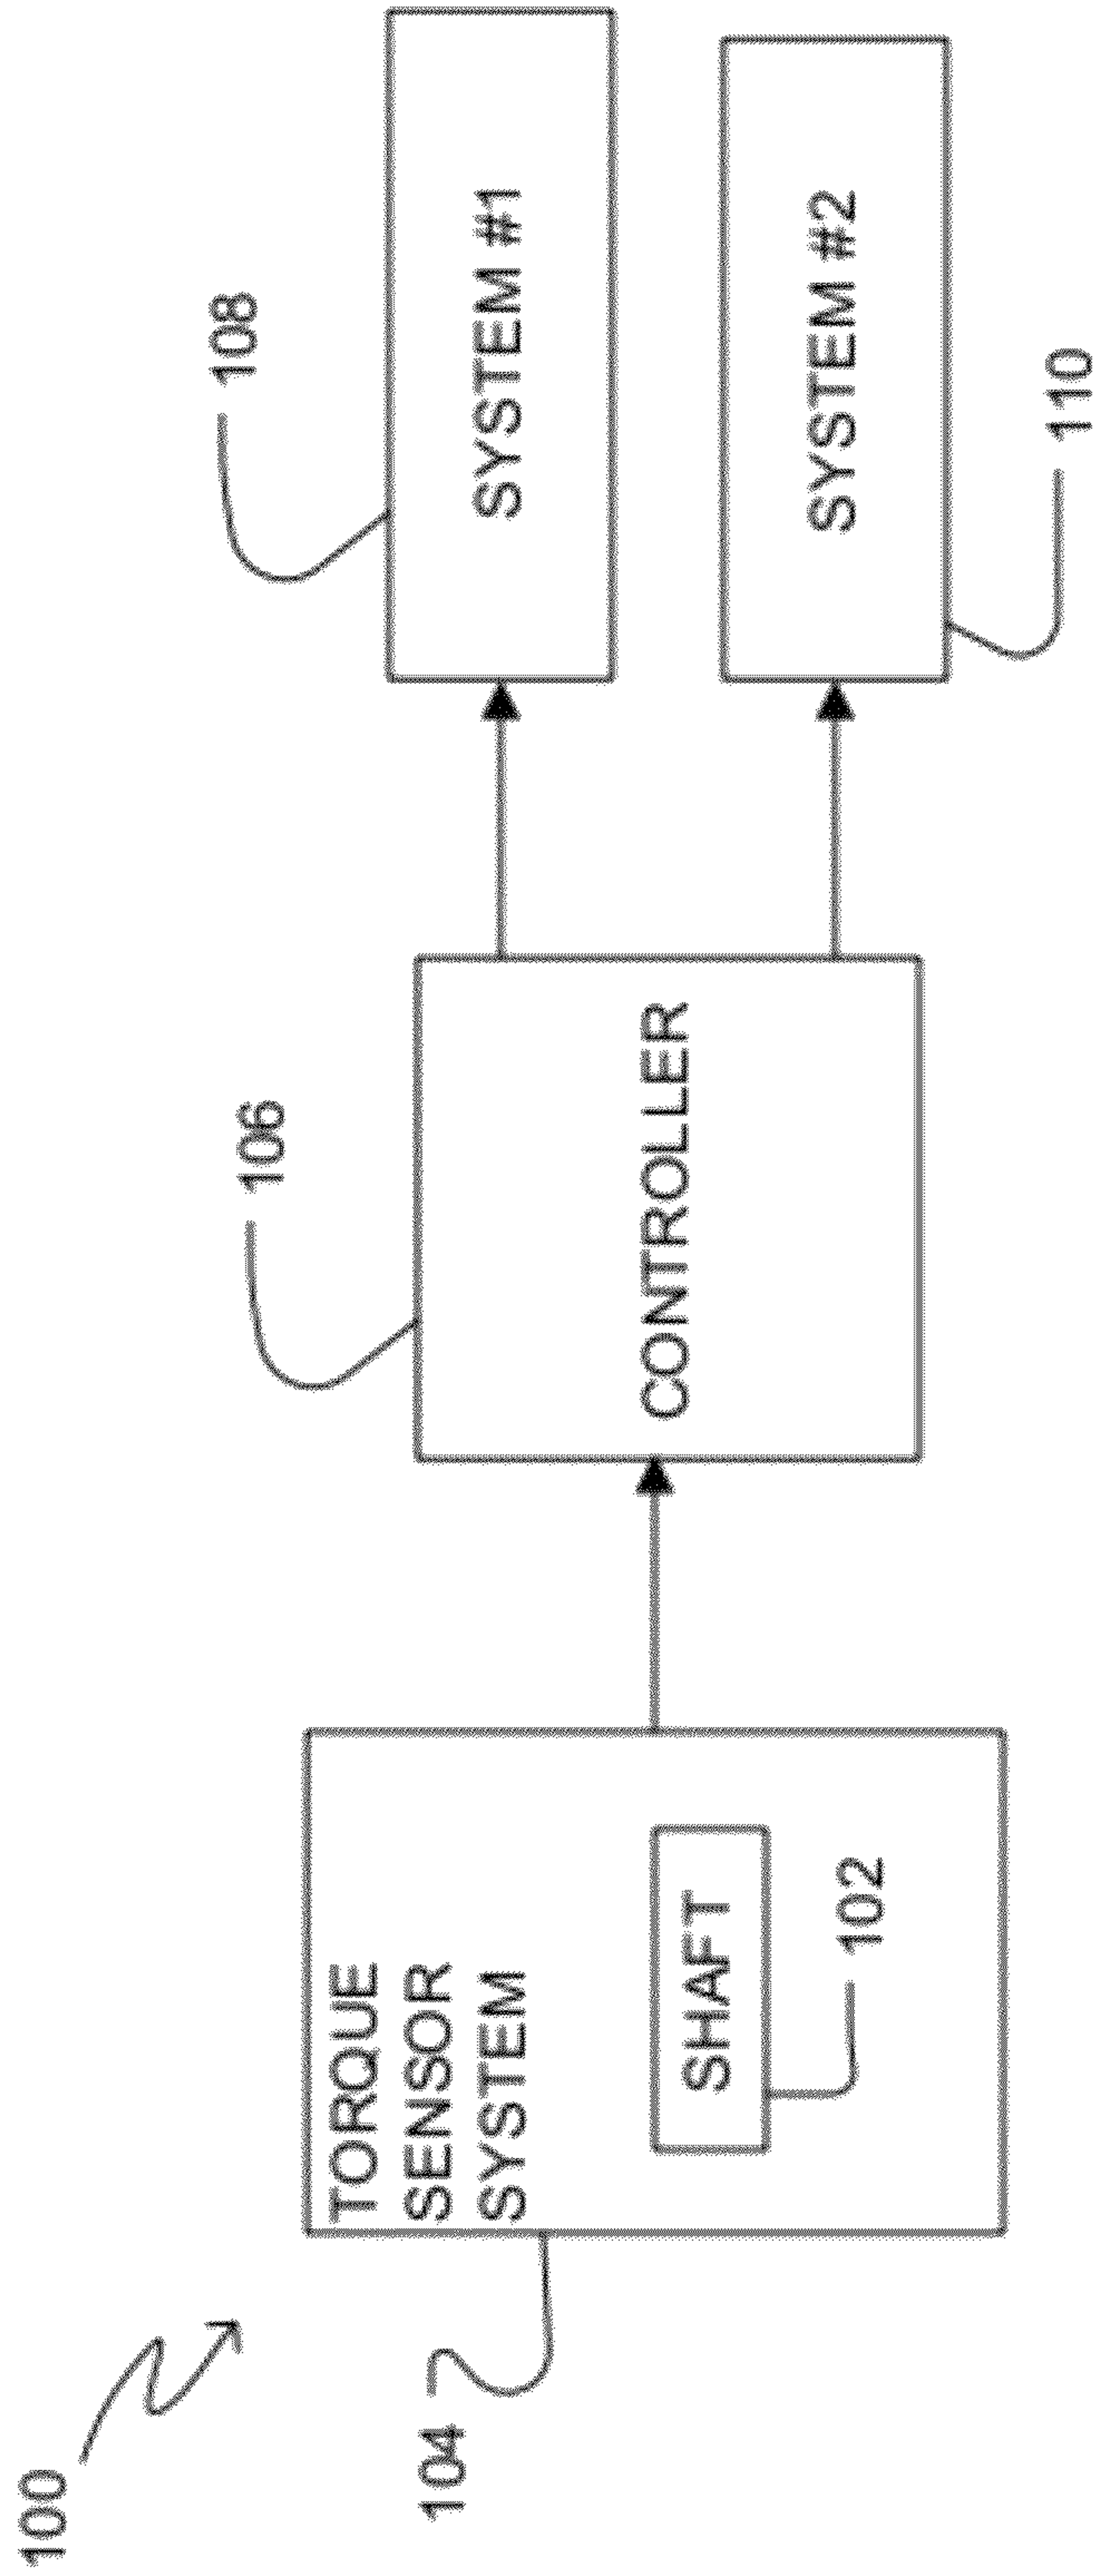 100
104
TORQUE
SENSOR
SYSTEM
SHAFT
102
106
CONTROLLER
108
SYSTEM #1
SYSTEM #2
110